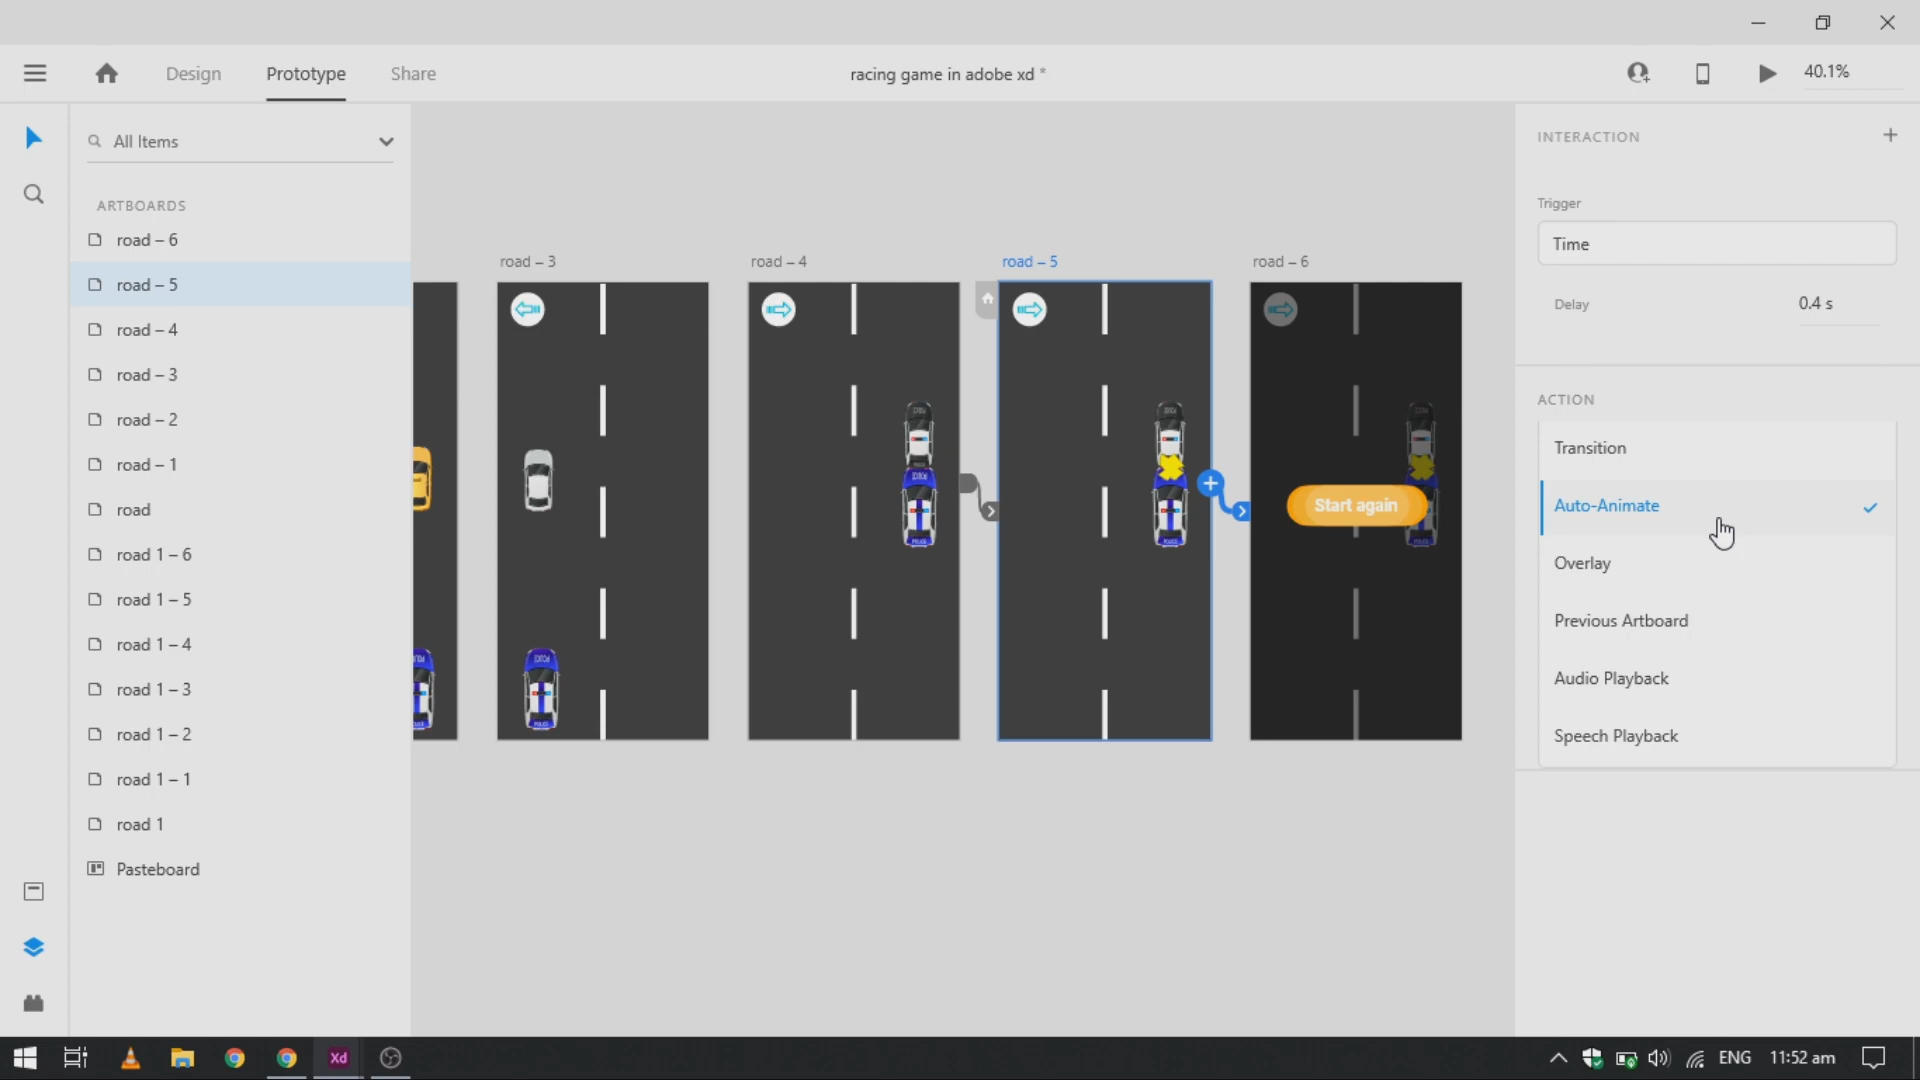 Design
Prototype
Share
racing game in adobe xd *
40.1%
All Items
ARTBOARDS
road – 6
road – 5
road – 4
road – 3
road – 2
road – 1
road
road 1 – 6
road 1 – 5
road 1 – 4
road 1 – 3
road 1 – 2
road 1 – 1
road 1
Pasteboard
road – 3
road – 4
road – 5
road – 6
Start again
POLICE
POLICE
POLICE
INTERACTION
Trigger
Time
Delay
0.4 s
ACTION
Transition
Auto-Animate
Overlay
Previous Artboard
Audio Playback
Speech Playback
Xd
ENG
11:52 am